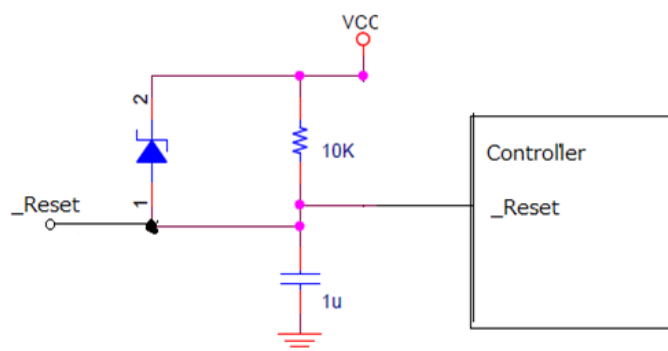 VCC
2
10K
Controller
_Reset
1
_Reset
1u